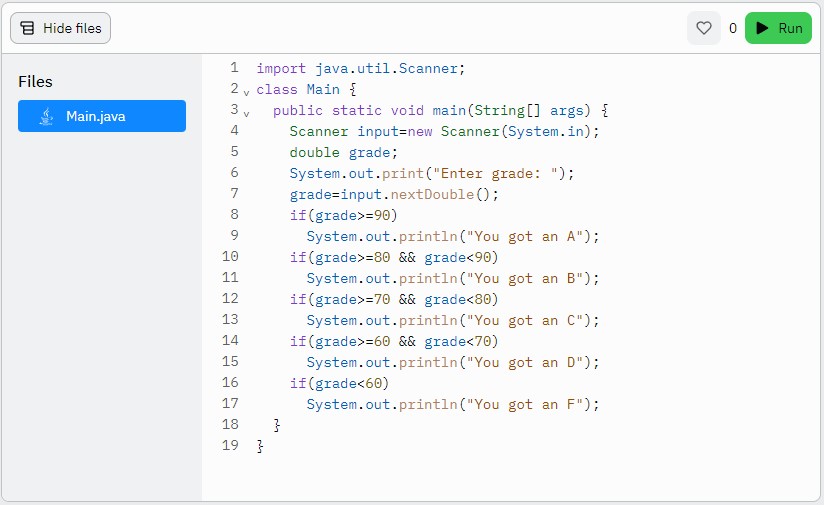 Hide files
0
Run
Files
Main.java
1 import java.util.Scanner;
2 class Main {
3   public static void main(String[] args) {
4     Scanner input=new Scanner(System.in);
5     double grade;
6     System.out.print("Enter grade: ");
7     grade=input.nextDouble();
8     if(grade>=90)
9       System.out.println("You got an A");
10     if(grade>=80 && grade<90)
11       System.out.println("You got an B");
12     if(grade>=70 && grade<80)
13       System.out.println("You got an C");
14     if(grade>=60 && grade<70)
15       System.out.println("You got an D");
16     if(grade<60)
17       System.out.println("You got an F");
18   }
19 }